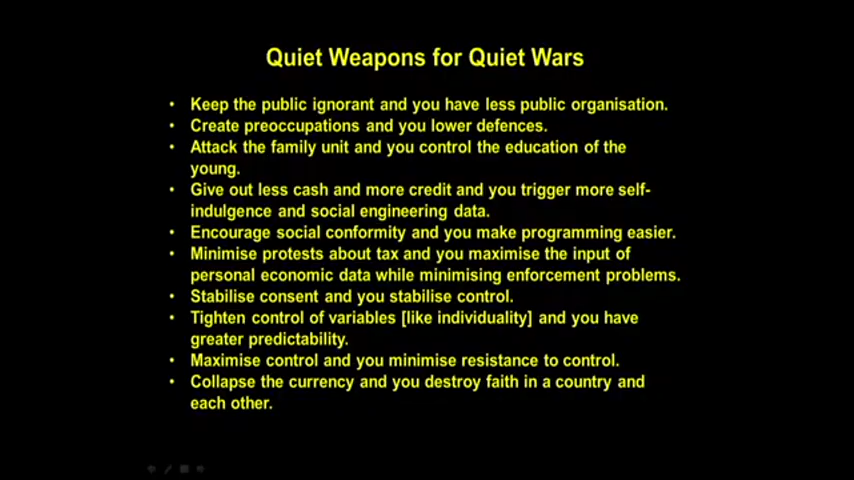 Quiet Weapons for Quiet Wars
• Keep the public ignorant and you have less public organisation.
• Create preoccupations and you lower defences.
• Attack the family unit and you control the education of the
young.
• Give out less cash and more credit and you trigger more self-
indulgence and social engineering data.
• Encourage social conformity and you make programming easier.
• Minimise protests about tax and you maximise the input of
personal economic data while minimising enforcement problems.
• Stabilise consent and you stabilise control.
• Tighten control of variables [like individuality] and you have
greater predictability.
• Maximise control and you minimise resistance to control.
• Collapse the currency and you destroy faith in a country and
each other.